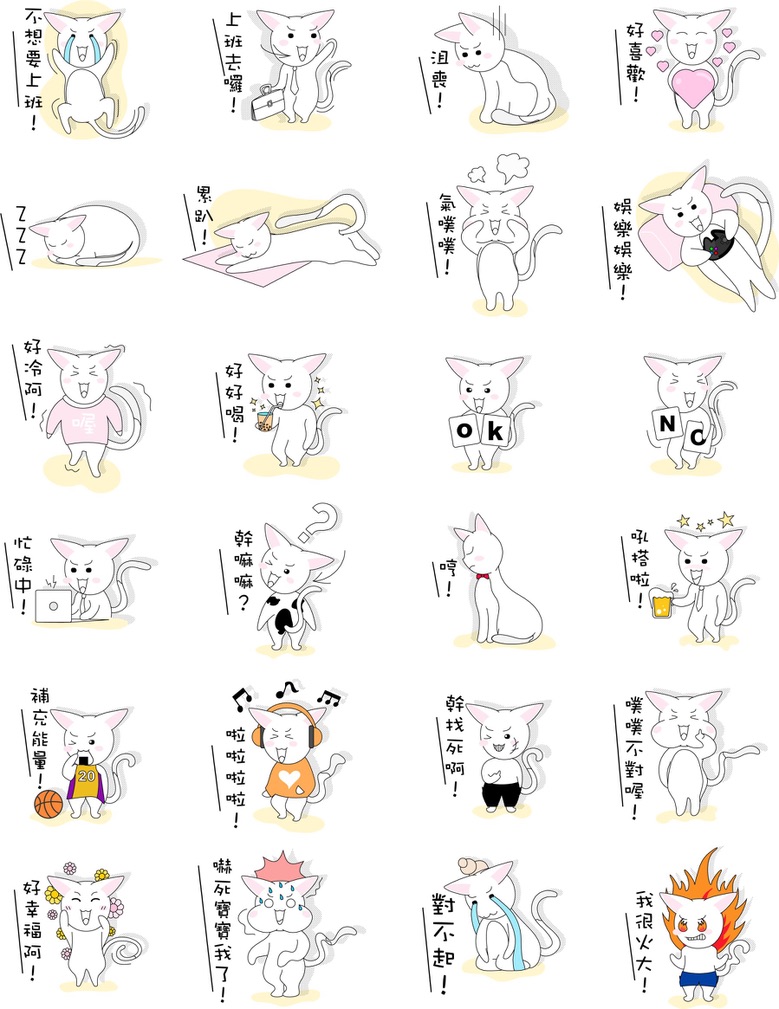 不想要上班！
上班去囉！
沮喪！
好喜歡！
ZZZ
累趴！
氣噗噗！
娛樂娛樂！
好冷阿！
喔
好好喝！
ok
NO
忙碌中！
幹嘛嘛？
哼！
吼搭啦！
補充能量！
20
啦啦啦啦！
幹找死啊！
噗噗不對喔！
好幸福阿！
嚇死寶寶我了！
對不起！
我很火大！